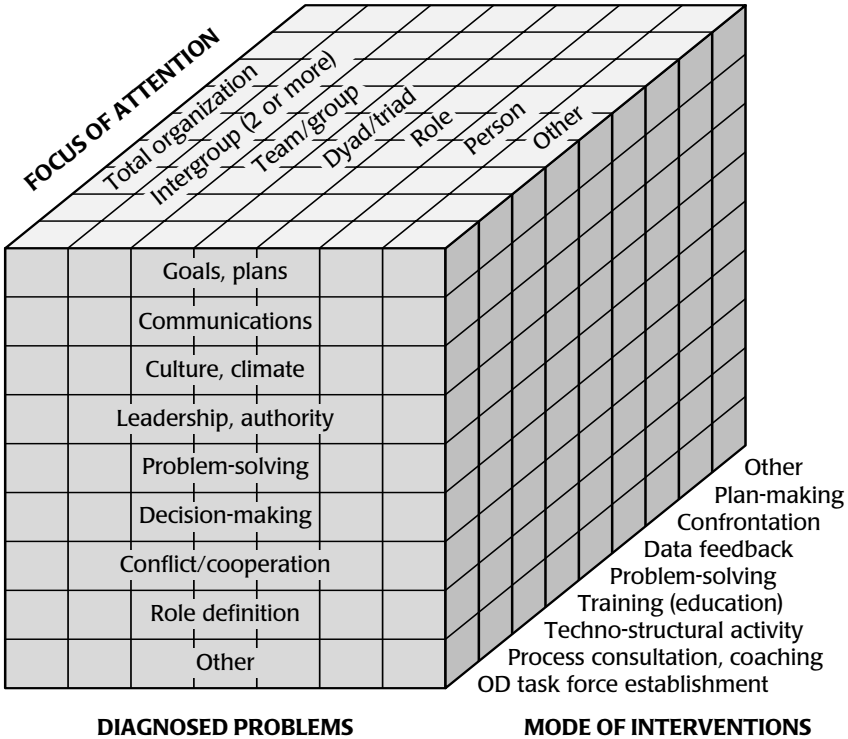 FOCUS OF ATTENTION
Total organization
Intergroup (2 or more)
Team/group
Dyad/triad
Role
Person
Other
Goals, plans
Communications
Culture, climate
Leadership, authority
Problem-solving
Decision-making
Conflict/cooperation
Role definition
Other
Other
Plan-making
Confrontation
Data feedback
Problem-solving
Training (education)
Techno-structural activity
Process consultation, coaching
OD task force establishment
DIAGNOSED PROBLEMS
MODE OF INTERVENTIONS